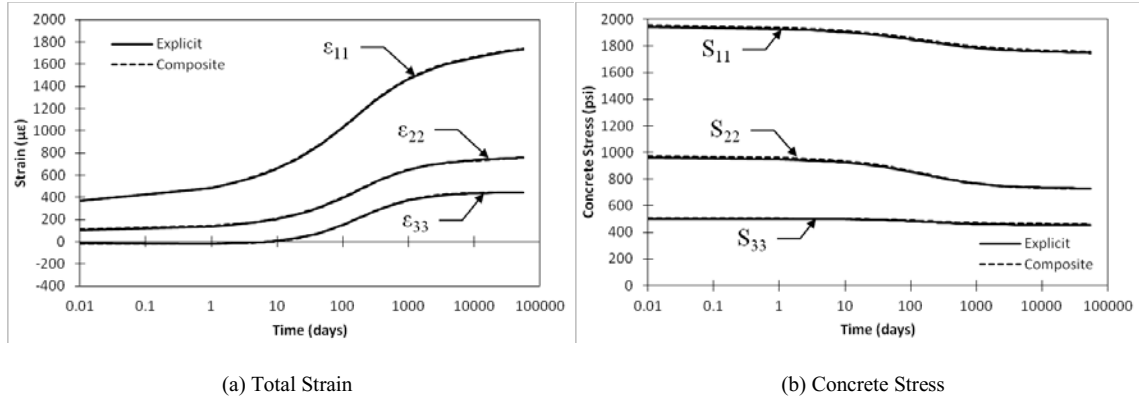 2000
1800
1600
1400
1200
1000
800
600
400
200
0
-200
-400
Strain (με)
Explicit
Composite
ε11
ε22
ε33
0.01 0.1 1 10 100 1000 10000 100000
Time (days)
(a) Total Strain
2000
1800
1600
1400
1200
1000
800
600
400
200
0
Concrete Stress (psi)
S11
S22
S33
Explicit
Composite
0.01 0.1 1 10 100 1000 10000 100000
Time (days)
(b) Concrete Stress